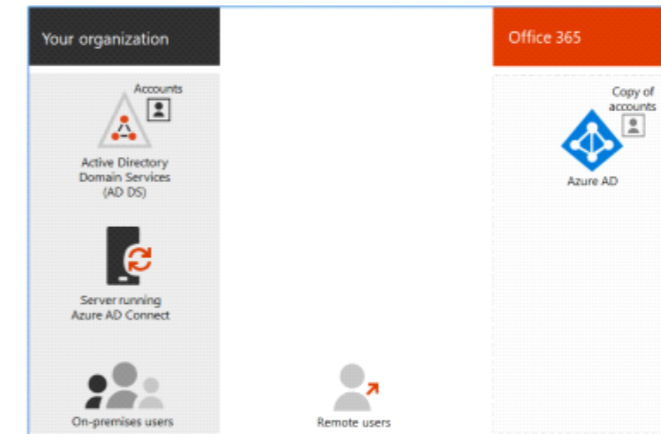 Your organization
Office 365
Accounts
Active Directory
Domain Services
(AD DS)
Copy of
accounts
Azure AD
Server running
Azure AD Connect
On-premises users
Remote users